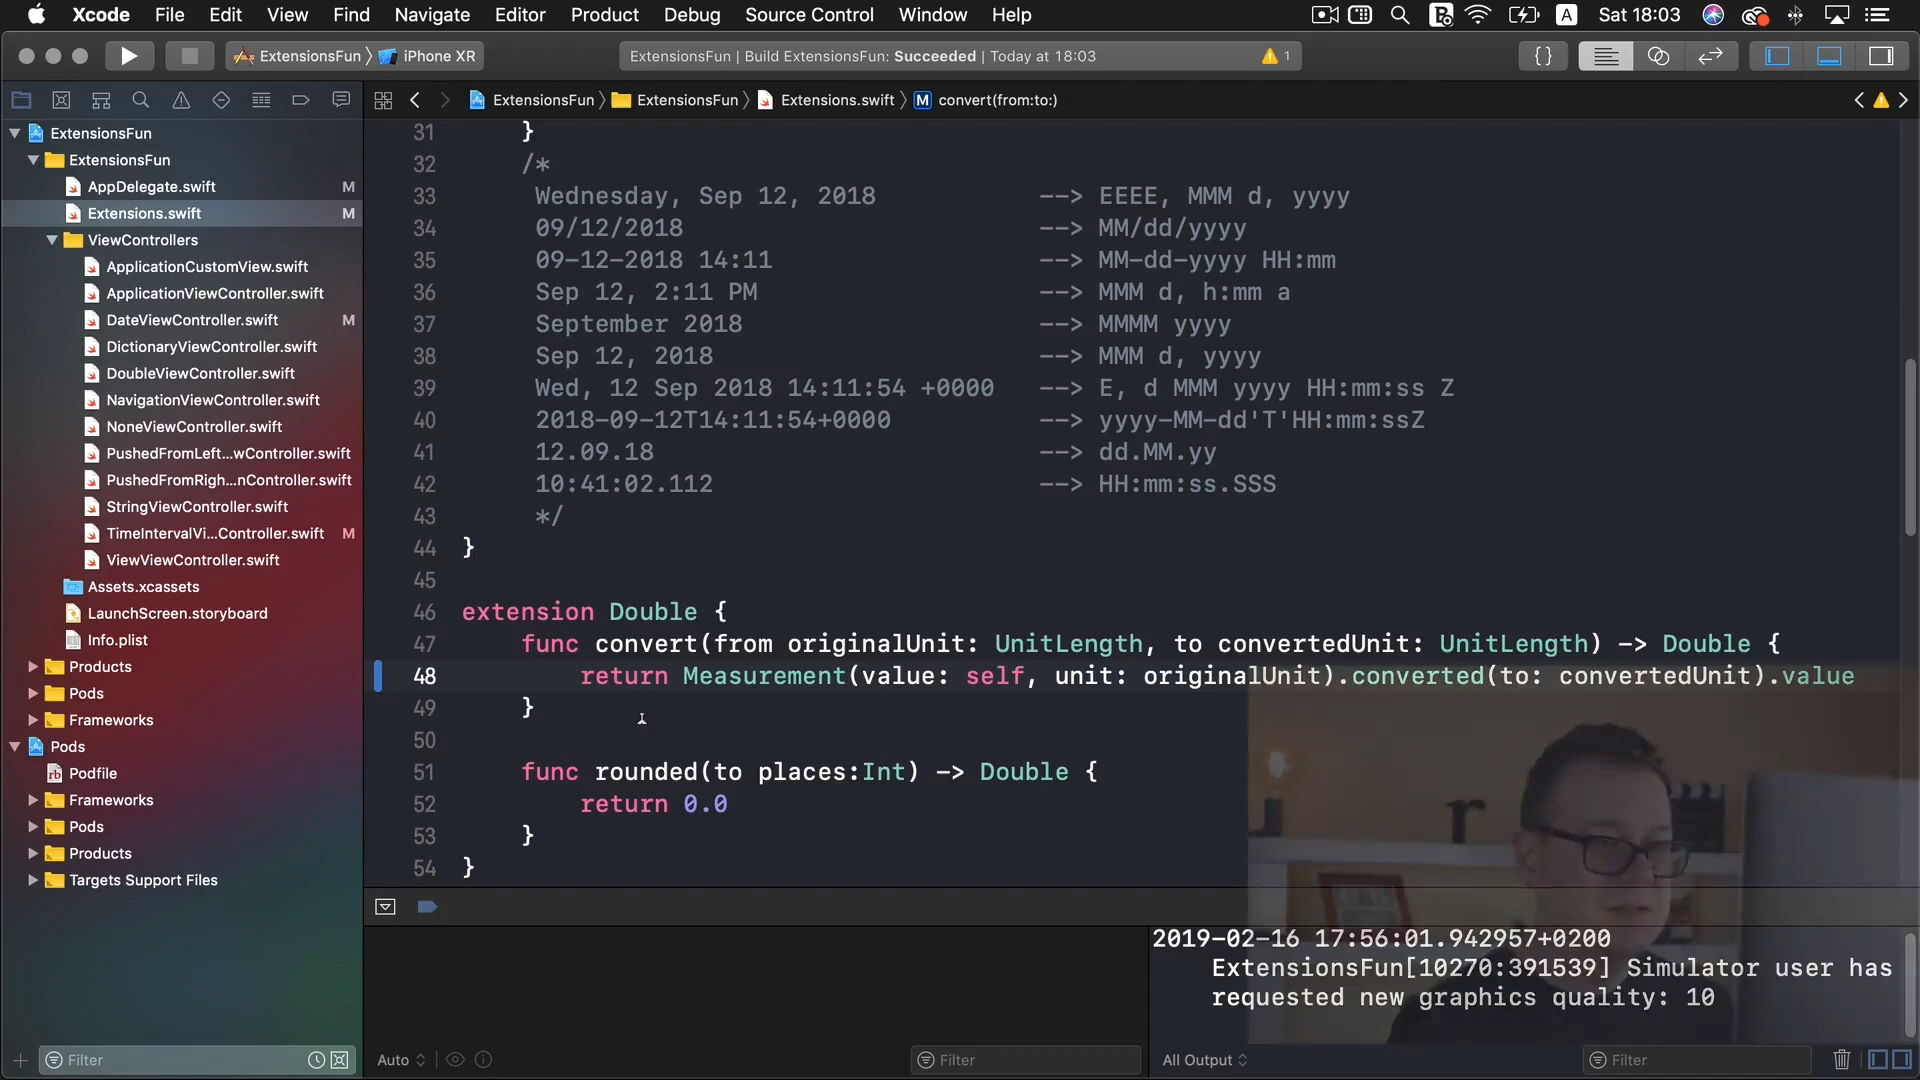 Xcode File Edit View Find Navigate Editor Product Debug Source Control Window Help A Sat 18:03
ExtensionsFun iPhone XR ExtensionsFun | Build ExtensionsFun: Succeeded | Today at 18:03 1 {}
ExtensionsFun ExtensionsFun Extensions.swift M convert(from:to:)
ExtensionsFun
ExtensionsFun
AppDelegate.swift M
Extensions.swift M
ViewControllers
ApplicationCustomView.swift
ApplicationViewController.swift
DateViewController.swift M
DictionaryViewController.swift
DoubleViewController.swift
NavigationViewController.swift
NoneViewController.swift
PushedFromLeft...wController.swift
PushedFromRigh...nController.swift
StringViewController.swift
TimeIntervalVi...Controller.swift M
ViewViewController.swift
Assets.xcassets
LaunchScreen.storyboard
Info.plist
Products
Pods
Frameworks
Pods
rb Podfile
Frameworks
Pods
Products
Targets Support Files
Filter
31 }
32 /*
33 Wednesday, Sep 12, 2018 --> EEEE, MMM d, yyyy
34 09/12/2018 --> MM/dd/yyyy
35 09-12-2018 14:11 --> MM-dd-yyyy HH:mm
36 Sep 12, 2:11 PM --> MMM d, h:mm a
37 September 2018 --> MMMM yyyy
38 Sep 12, 2018 --> MMM d, yyyy
39 Wed, 12 Sep 2018 14:11:54 +0000 --> E, d MMM yyyy HH:mm:ss Z
40 2018-09-12T14:11:54+0000 --> yyyy-MM-dd'T'HH:mm:ssZ
41 12.09.18 --> dd.MM.yy
42 10:41:02.112 --> HH:mm:ss.SSS
43 */
44 }
45
46 extension Double {
47 func convert(from originalUnit: UnitLength, to convertedUnit: UnitLength) -> Double {
48 return Measurement(value: self, unit: originalUnit).converted(to: convertedUnit).value
49 }
50
51 func rounded(to places:Int) -> Double {
52 return 0.0
53 }
54 }
2019-02-16 17:56:01.942957+0200
ExtensionsFun[10270:391539] Simulator user has
requested new graphics quality: 10
Auto Filter All Output Filter